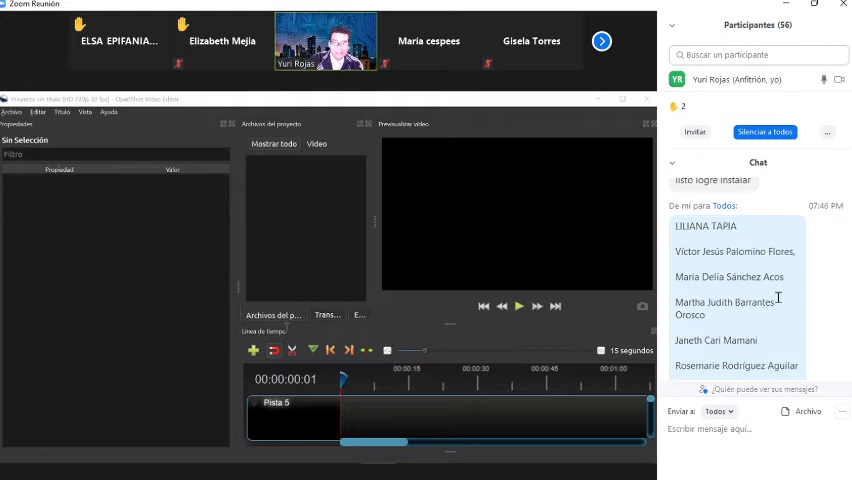 Zoom Reunión
ELSA EPIFANIA...
Elizabeth Mejia
Yuri Rojas
María cespees
Gisela Torres
Participantes (56)
Buscar un participante
YR
Yuri Rojas (Anfitrión, yo)
2
Invitar
Silenciar a todos
...
Chat
listo logre instalar
De mí para Todos:
07:46 PM
LILIANA TAPIA
Víctor Jesús Palomino Flores,
Maria Delia Sánchez Acos
Martha Judith Barrantes
Orosco
Janeth Cari Mamani
Rosemarie Rodríguez Aguilar
¿Quién puede ver sus mensajes?
Enviar a:
Todos
Archivo
...
Escribir mensaje aquí...
Proyecto sin título [HD 720p 30 fps] - OpenShot Video Editor
Archivo
Editar
Título
Vista
Ayuda
Propiedades
Sin Selección
Filtro
Propiedad
Valor
Archivos del proyecto
Mostrar todo
Video
Previsualizar vídeo
Archivos del p...
Trans...
E...
Línea de tiempo
15 segundos
00:00:00:01
00:00:15
00:00:30
00:00:45
00:01:00
Pista 5